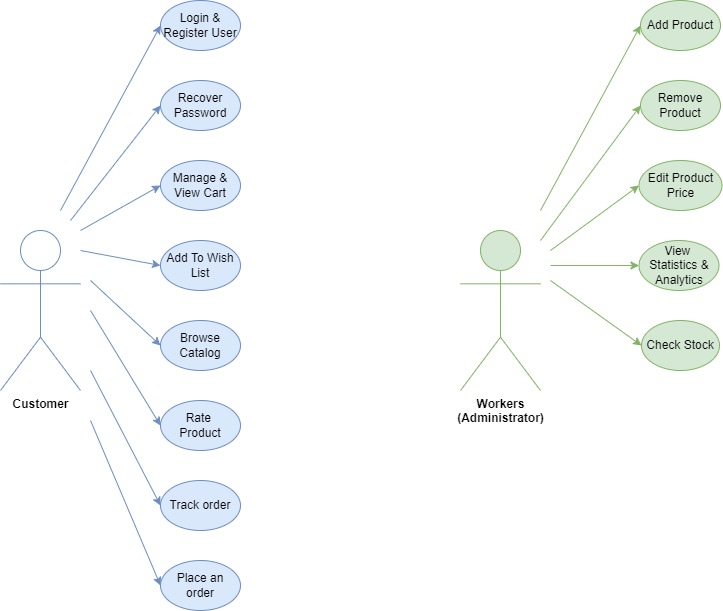 Login &
Register User
Recover
Password
Manage &
View Cart
Add To Wish
List
Browse
Catalog
Rate
Product
Track order
Place an
order
Customer
Add Product
Remove
Product
Edit Product
Price
View
Statistics &
Analytics
Check Stock
Workers
(Administrator)